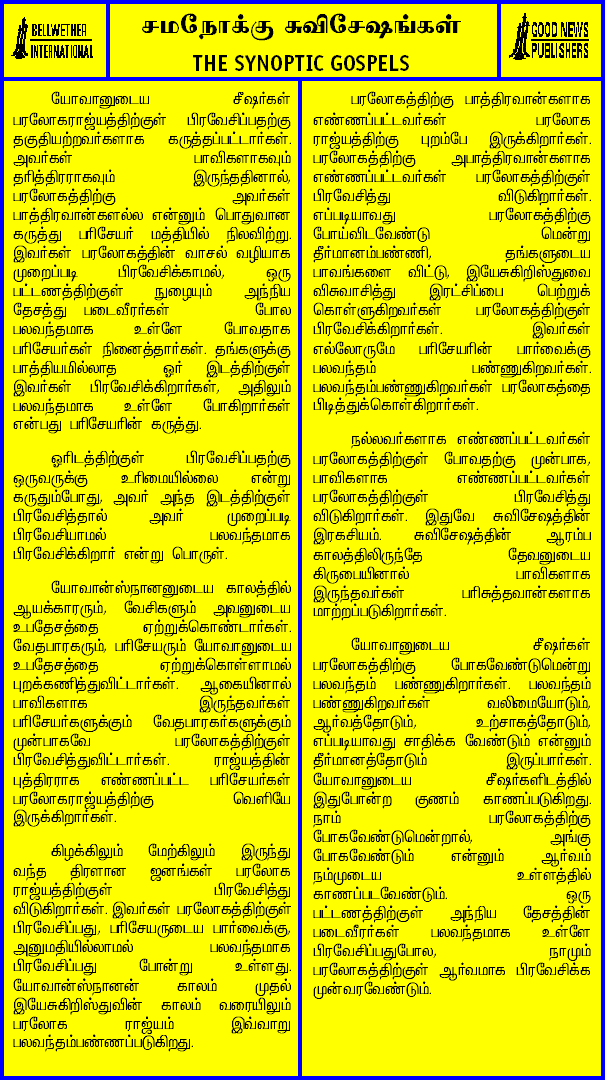 BELLWETHER
INTERNATIONAL
சமநோக்கு சுவிசேஷங்கள்
THE SYNOPTIC GOSPELS
GOOD NEWS
PUBLISHERS
யோவானுடைய சீஷர்கள்
பரலோகராஜ்யத்திற்குள் பிரவேசிப்பதற்கு
தகுதியற்றவர்களாக கருத்தப்பட்டார்கள்.
அவர்கள் பாவிகளாகவும்
தரித்திரராகவும் இருந்ததினால்,
பரலோகத்திற்கு அவர்கள்
பாத்திரவான்களல்ல என்னும் பொதுவான
கருத்து பரிசேயர் மத்தியில் நிலவிற்று.
இவர்கள் பரலோகத்தின் வாசல் வழியாக
முறைப்படி பிரவேசிக்காமல், ஒரு
பட்டணத்திற்குள் நுழையும் அந்நிய
தேசத்து படைவீரர்கள் போல
பலவந்தமாக உள்ளே போவதாக
பரிசேயர்கள் நினைத்தார்கள். தங்களுக்கு
பாத்தியமில்லாத ஓர் இடத்திற்குள்
இவர்கள் பிரவேசிக்கிறார்கள், அதிலும்
பலவந்தமாக உள்ளே போகிறார்கள்
என்பது பரிசேயரின் கருத்து.
ஓரிடத்திற்குள் பிரவேசிப்பதற்கு
ஒருவருக்கு உரிமையில்லை என்று
கருதும்போது, அவர் அந்த இடத்திற்குள்
பிரவேசித்தால் அவர் முறைப்படி
பிரவேசியாமல் பலவந்தமாக
பிரவேசிக்கிறார் என்று பொருள்.
யோவான்ஸ்நானனுடைய காலத்தில்
ஆயக்காரரும், வேசிகளும் அவனுடைய
உபதேசத்தை ஏற்றுக்கொண்டார்கள்.
வேதபாரகரும், பரிசேயரும் யோவானுடைய
உபதேசத்தை ஏற்றுக்கொள்ளாமல்
புறக்கணித்துவிட்டார்கள். ஆகையினால்
பாவிகளாக இருந்தவர்கள்
பரிசேயர்களுக்கும் வேதபாரகர்களுக்கும்
முன்பாகவே பரலோகத்திற்குள்
பிரவேசித்துவிட்டார்கள். ராஜ்யத்தின்
புத்திரராக எண்ணப்பட்ட பரிசேயர்கள்
பரலோகராஜ்யத்திற்கு வெளியே
இருக்கிறார்கள்.
கிழக்கிலும் மேற்கிலும் இருந்து
வந்த திரளான ஜனங்கள் பரலோக
ராஜ்யத்திற்குள் பிரவேசித்து
விடுகிறார்கள். இவர்கள் பரலோகத்திற்குள்
பிரவேசிப்பது, பரிசேயருடைய பார்வைக்கு,
அனுமதியில்லாமல் பலவந்தமாக
பிரவேசிப்பது போன்று உள்ளது.
யோவான்ஸ்நானன் காலம் முதல்
இயேசுகிறிஸ்துவின் காலம் வரையிலும்
பரலோக ராஜ்யம் இவ்வாறு
பலவந்தம்பண்ணப்படுகிறது.
பரலோகத்திற்கு பாத்திரவான்களாக
எண்ணப்பட்டவர்கள் பரலோக
ராஜ்யத்திற்கு புறம்பே இருக்கிறார்கள்.
பரலோகத்திற்கு அபாத்திரவான்களாக
எண்ணப்பட்டவர்கள் பரலோகத்திற்குள்
பிரவேசித்து விடுகிறார்கள்.
எப்படியாவது பரலோகத்திற்கு
போய்விடவேண்டு மென்று
தீர்மானம்பண்ணி, தங்களுடைய
பாவங்களை விட்டு, இயேசுகிறிஸ்துவை
விசுவாசித்து இரட்சிப்பை பெற்றுக்
கொள்ளுகிறவர்கள் பரலோகத்திற்குள்
பிரவேசிக்கிறார்கள். இவர்கள்
எல்லோருமே பரிசேயரின் பார்வைக்கு
பலவந்தம் பண்ணுகிறவர்கள்.
பலவந்தம்பண்ணுகிறவர்கள் பரலோகத்தை
பிடித்துக்கொள்கிறார்கள்.
நல்லவர்களாக எண்ணப்பட்டவர்கள்
பரலோகத்திற்குள் போவதற்கு முன்பாக,
பாவிகளாக எண்ணப்பட்டவர்கள்
பரலோகத்திற்குள் பிரவேசித்து
விடுகிறார்கள். இதுவே சுவிசேஷத்தின்
இரகசியம். சுவிசேஷத்தின் ஆரம்ப
காலத்திலிருந்தே தேவனுடைய
கிருபையினால் பாவிகளாக
இருந்தவர்கள் பரிசுத்தவான்களாக
மாற்றப்படுகிறார்கள்.
யோவானுடைய சீஷர்கள்
பரலோகத்திற்கு போகவேண்டுமென்று
பலவந்தம் பண்ணுகிறார்கள். பலவந்தம்
பண்ணுகிறவர்கள் வலிமையோடும்,
ஆர்வத்தோடும், உற்சாகத்தோடும்,
எப்படியாவது சாதிக்க வேண்டும் என்னும்
தீர்மானத்தோடும் இருப்பார்கள்.
யோவானுடைய சீஷர்களிடத்தில்
இதுபோன்ற குணம் காணப்படுகிறது.
நாம் பரலோகத்திற்கு
போகவேண்டுமென்றால், அங்கு
போகவேண்டும் என்னும் ஆர்வம்
நம்முடைய உள்ளத்தில்
காணப்படவேண்டும். ஒரு
பட்டணத்திற்குள் அந்நிய தேசத்தின்
படைவீரர்கள் பலவந்தமாக உள்ளே
பிரவேசிப்பதுபோல, நாமும்
பரலோகத்திற்குள் ஆர்வமாக பிரவேசிக்க
முன்வரவேண்டும்.